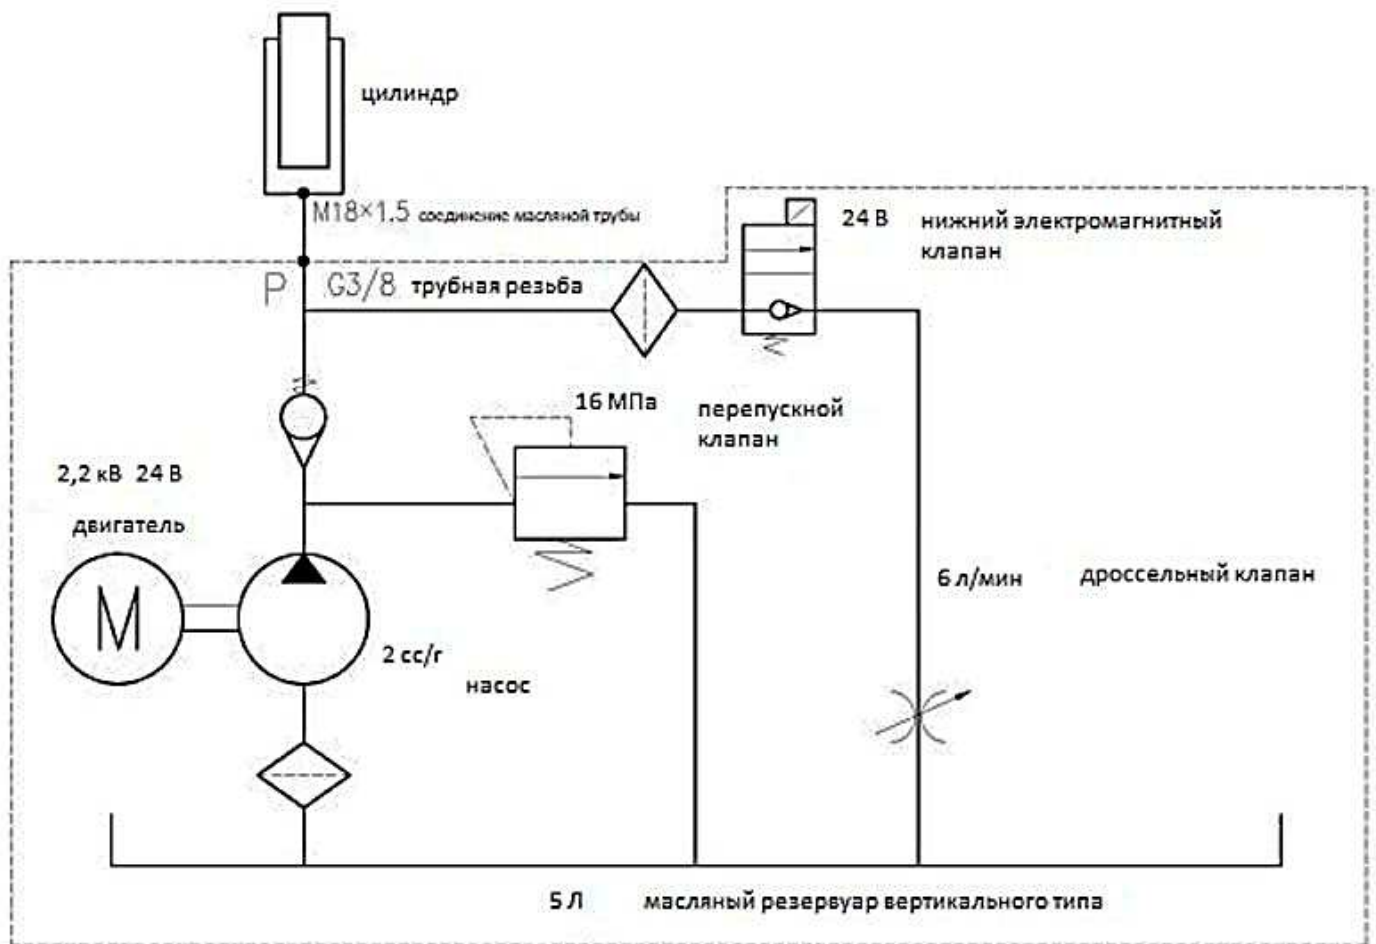 цилиндр
M18×1.5 соединение масляной трубы
24 В нижний электромагнитный
клапан
P G3/8 трубная резьба
16 МПа перепускной
клапан
2,2 кВ 24 В
двигатель
M
6 л/мин дроссельный клапан
2 cc/r
насос
5 Л масляный резервуар вертикального типа